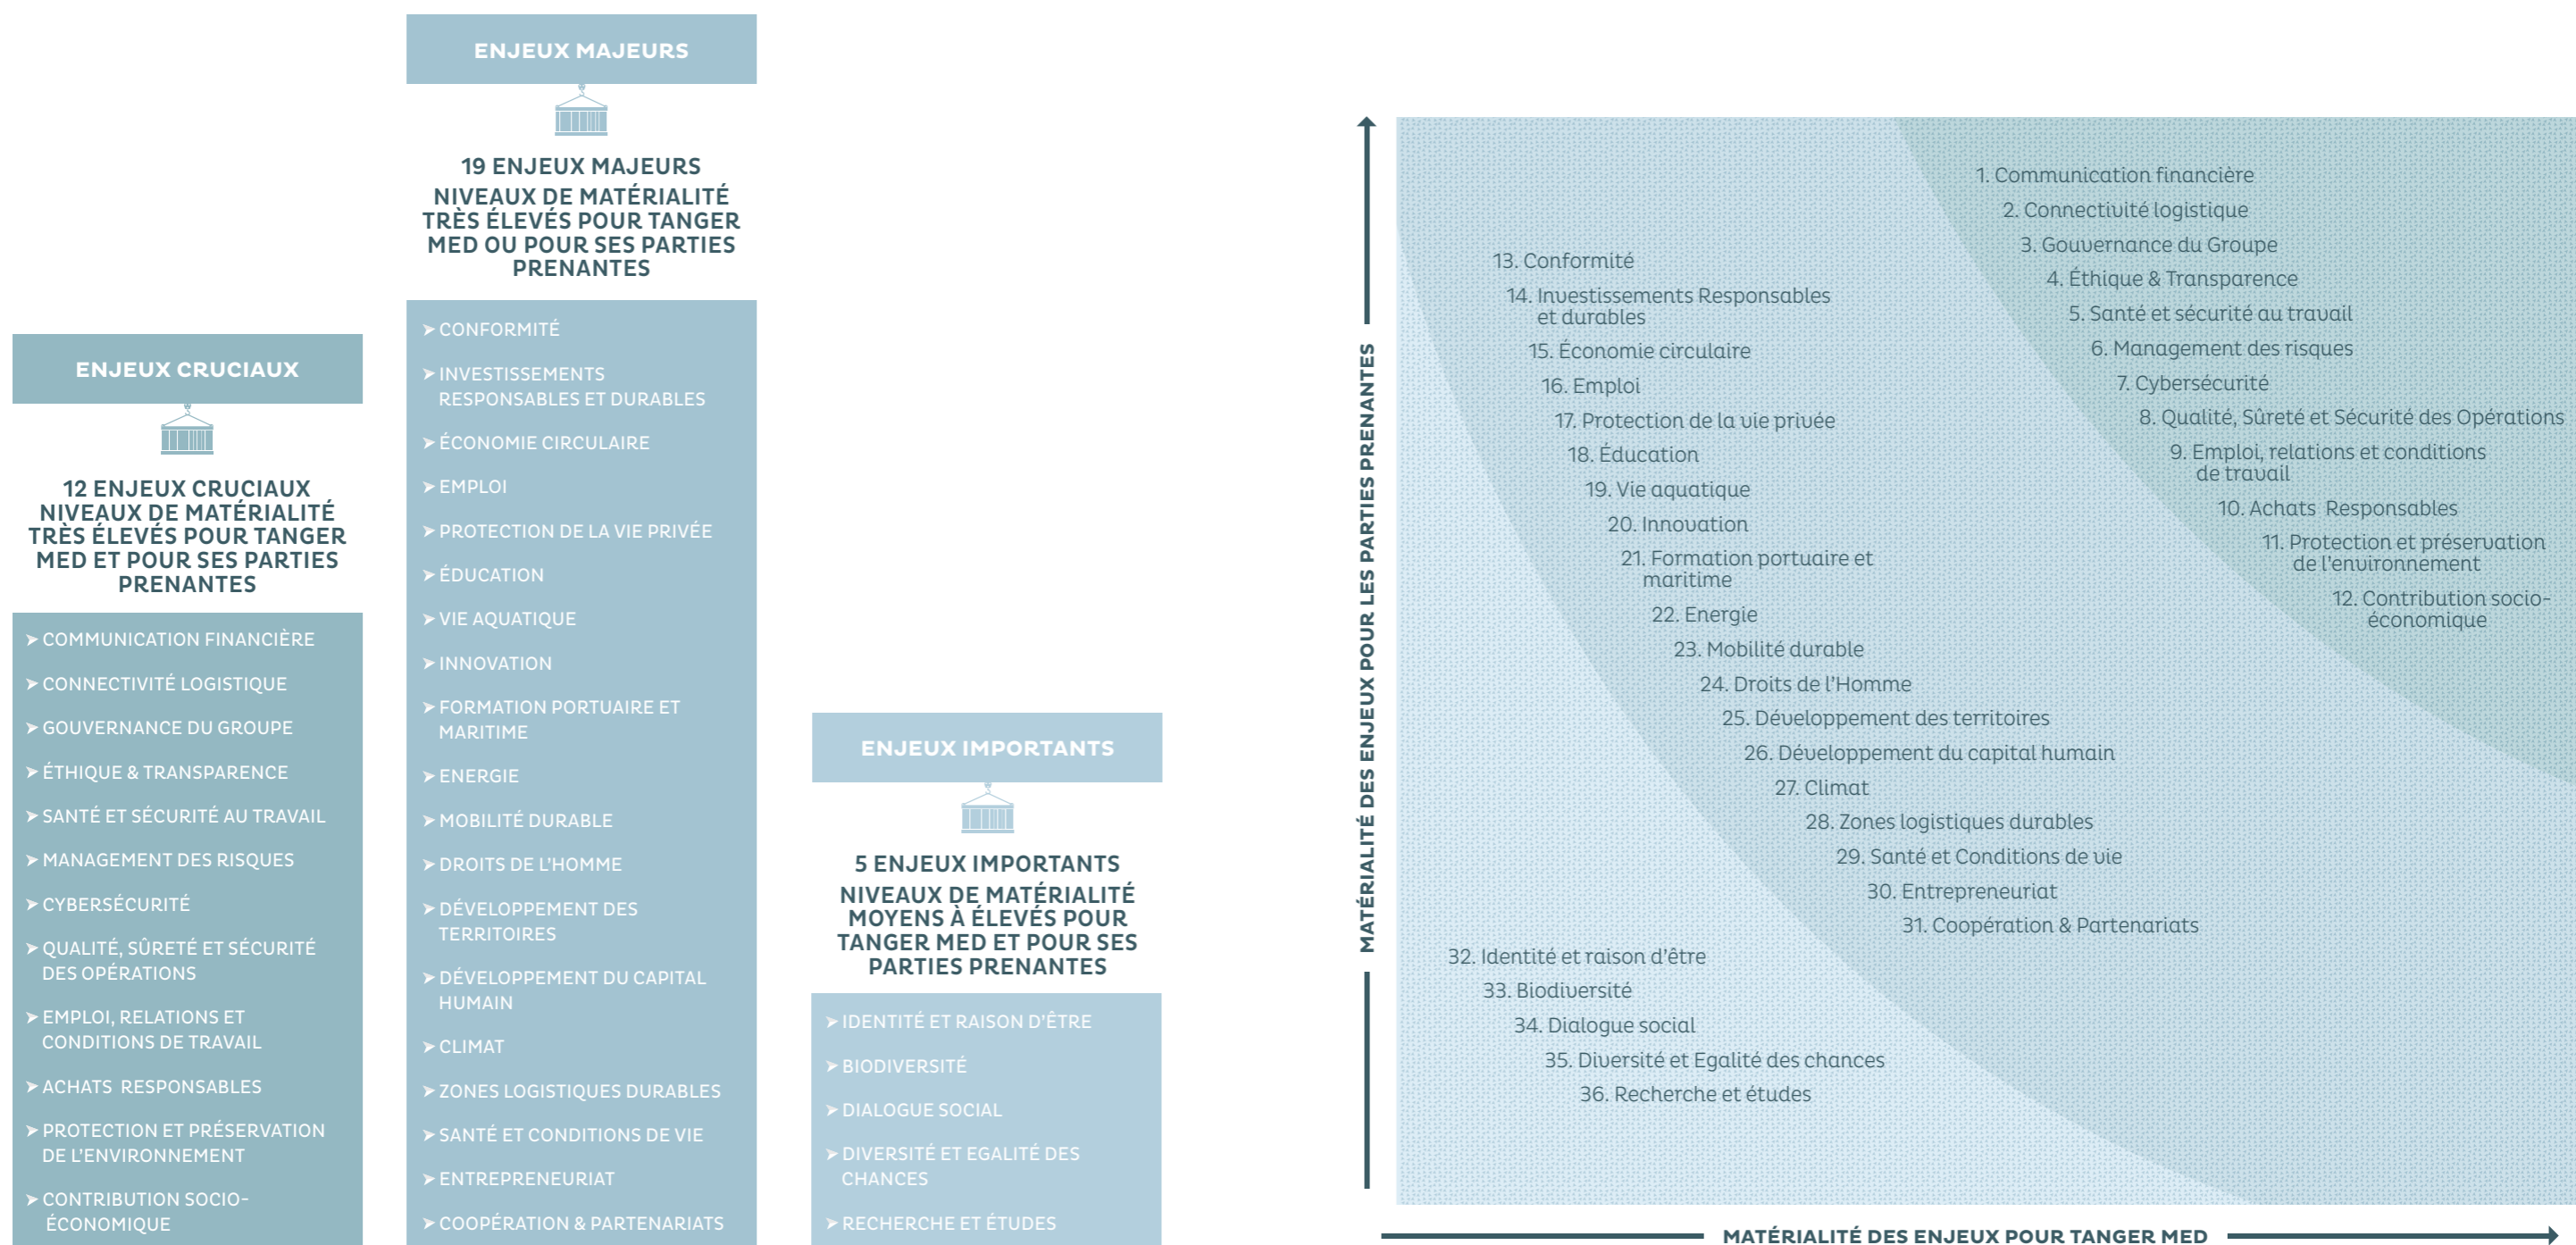 ENJEUX CRUCIAUX
12 ENJEUX CRUCIAUX
NIVEAUX DE MATÉRIALITÉ
TRÈS ÉLEVÉS POUR TANGER
MED ET POUR SES PARTIES
PRENANTES
➤ COMMUNICATION FINANCIÈRE
➤ CONNECTIVITÉ LOGISTIQUE
➤ GOUVERNANCE DU GROUPE
➤ ÉTHIQUE & TRANSPARENCE
➤ SANTÉ ET SÉCURITÉ AU TRAVAIL
➤ MANAGEMENT DES RISQUES
➤ CYBERSÉCURITÉ
➤ QUALITÉ, SÛRETÉ ET SÉCURITÉ
DES OPÉRATIONS
➤ EMPLOI, RELATIONS ET
CONDITIONS DE TRAVAIL
➤ ACHATS RESPONSABLES
➤ PROTECTION ET PRÉSERVATION
DE L'ENVIRONNEMENT
➤ CONTRIBUTION SOCIO-
ÉCONOMIQUE
ENJEUX MAJEURS
19 ENJEUX MAJEURS
NIVEAUX DE MATÉRIALITÉ
TRÈS ÉLEVÉS POUR TANGER
MED OU POUR SES PARTIES
PRENANTES
➤ CONFORMITÉ
➤ INVESTISSEMENTS
RESPONSABLES ET DURABLES
➤ ÉCONOMIE CIRCULAIRE
➤ EMPLOI
➤ PROTECTION DE LA VIE PRIVÉE
➤ ÉDUCATION
➤ VIE AQUATIQUE
➤ INNOVATION
➤ FORMATION PORTUAIRE ET
MARITIME
➤ ENERGIE
➤ MOBILITÉ DURABLE
➤ DROITS DE L'HOMME
➤ DÉVELOPPEMENT DES
TERRITOIRES
➤ DÉVELOPPEMENT DU CAPITAL
HUMAIN
➤ CLIMAT
➤ ZONES LOGISTIQUES DURABLES
➤ SANTÉ ET CONDITIONS DE VIE
➤ ENTREPRENEURIAT
➤ COOPÉRATION & PARTENARIATS
ENJEUX IMPORTANTS
5 ENJEUX IMPORTANTS
NIVEAUX DE MATÉRIALITÉ
MOYENS À ÉLEVÉS POUR
TANGER MED ET POUR SES
PARTIES PRENANTES
➤ IDENTITÉ ET RAISON D'ÊTRE
➤ BIODIVERSITÉ
➤ DIALOGUE SOCIAL
➤ DIVERSITÉ ET EGALITÉ DES
CHANCES
➤ RECHERCHE ET ÉTUDES
MATÉRIALITÉ DES ENJEUX POUR LES PARTIES PRENANTES
1. Communication financière
2. Connectivité logistique
3. Gouvernance du Groupe
4. Éthique & Transparence
5. Santé et sécurité au travail
6. Management des risques
7. Cybersécurité
8. Qualité, Sûreté et Sécurité des Opérations
9. Emploi, relations et conditions
de travail
10. Achats Responsables
11. Protection et préservation
de l'environnement
12. Contribution socio-
économique
13. Conformité
14. Investissements Responsables
et durables
15. Économie circulaire
16. Emploi
17. Protection de la vie privée
18. Éducation
19. Vie aquatique
20. Innovation
21. Formation portuaire et
maritime
22. Energie
23. Mobilité durable
24. Droits de l'Homme
25. Développement des territoires
26. Développement du capital humain
27. Climat
28. Zones logistiques durables
29. Santé et Conditions de vie
30. Entrepreneuriat
31. Coopération & Partenariats
32. Identité et raison d'être
33. Biodiversité
34. Dialogue social
35. Diversité et Egalité des chances
36. Recherche et études
MATÉRIALITÉ DES ENJEUX POUR TANGER MED